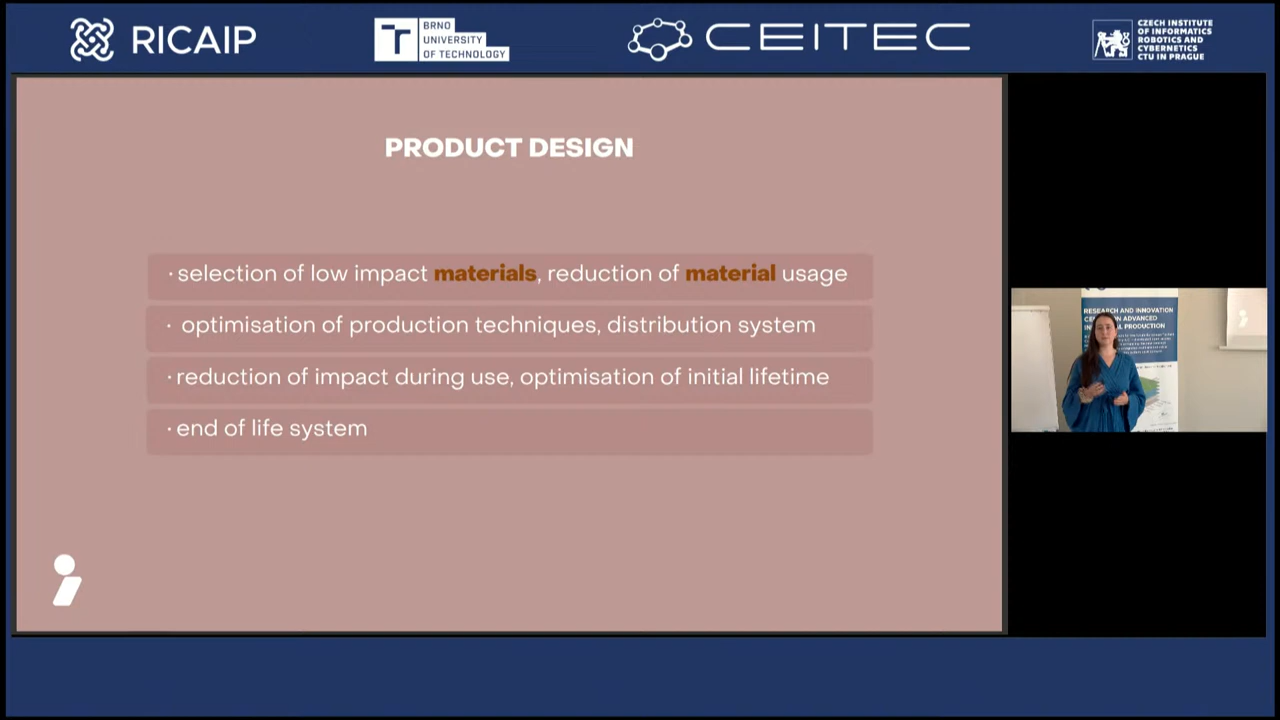 RICAIP
BRNO
UNIVERSITY
OF TECHNOLOGY
CEITEC
CZECH INSTITUTE
OF INFORMATICS
ROBOTICS AND
CYBERNETICS
CTU IN PRAGUE
PRODUCT DESIGN
· selection of low impact materials, reduction of material usage
· optimisation of production techniques, distribution system
· reduction of impact during use, optimisation of initial lifetime
· end of life system
RESEARCH AND INNOVATION
ADVANCED
PRODUCTION